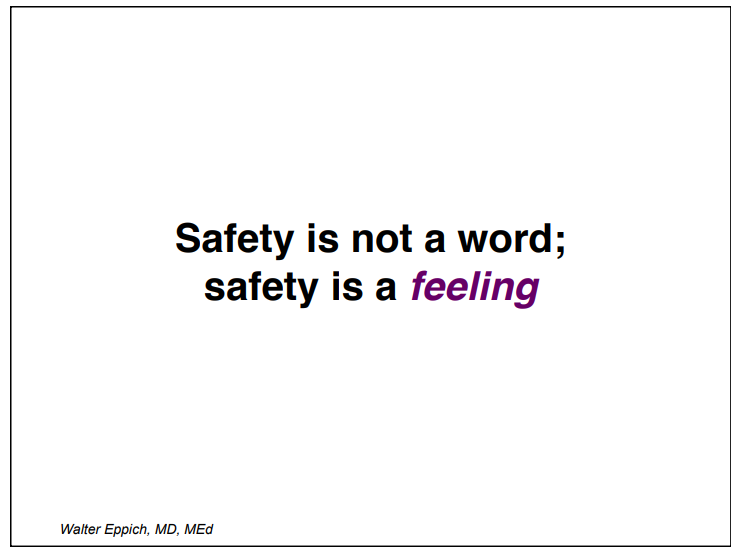 Safety is not a word;
safety is a feeling
Walter Eppich, MD, MEd